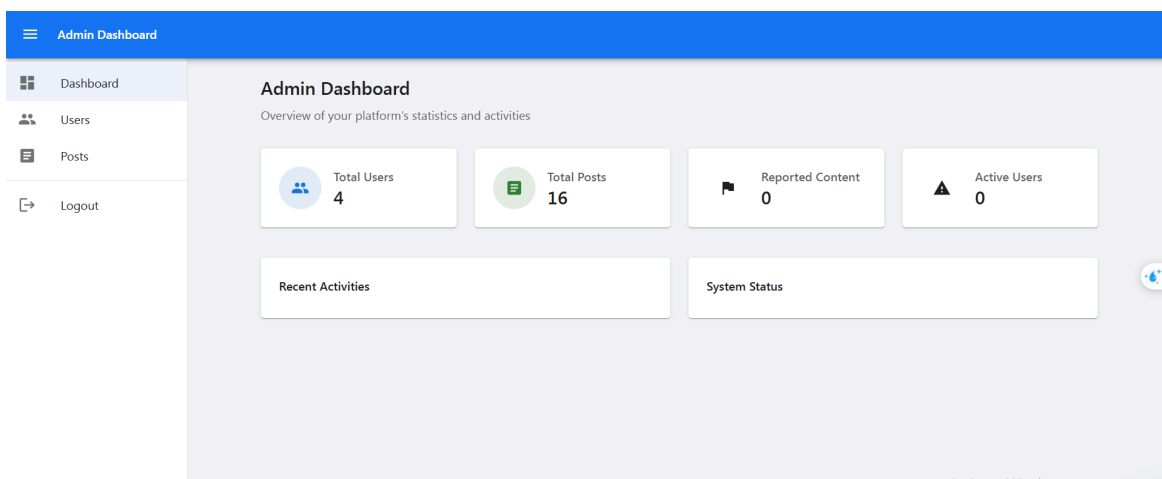 Admin Dashboard
Dashboard
Users
Posts
Logout
Admin Dashboard
Overview of your platform's statistics and activities
Total Users
4
Total Posts
16
Reported Content
0
Active Users
0
Recent Activities
System Status